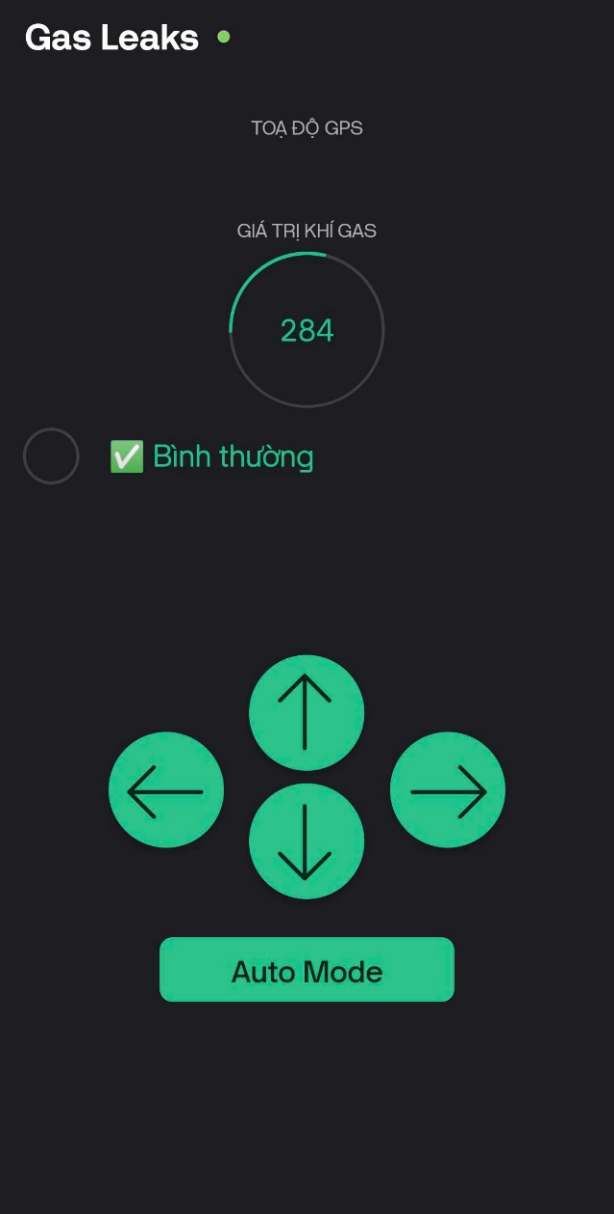 Gas Leaks
TOẠ ĐỘ GPS
GIÁ TRỊ KHÍ GAS
284
✅ Bình thường
Auto Mode